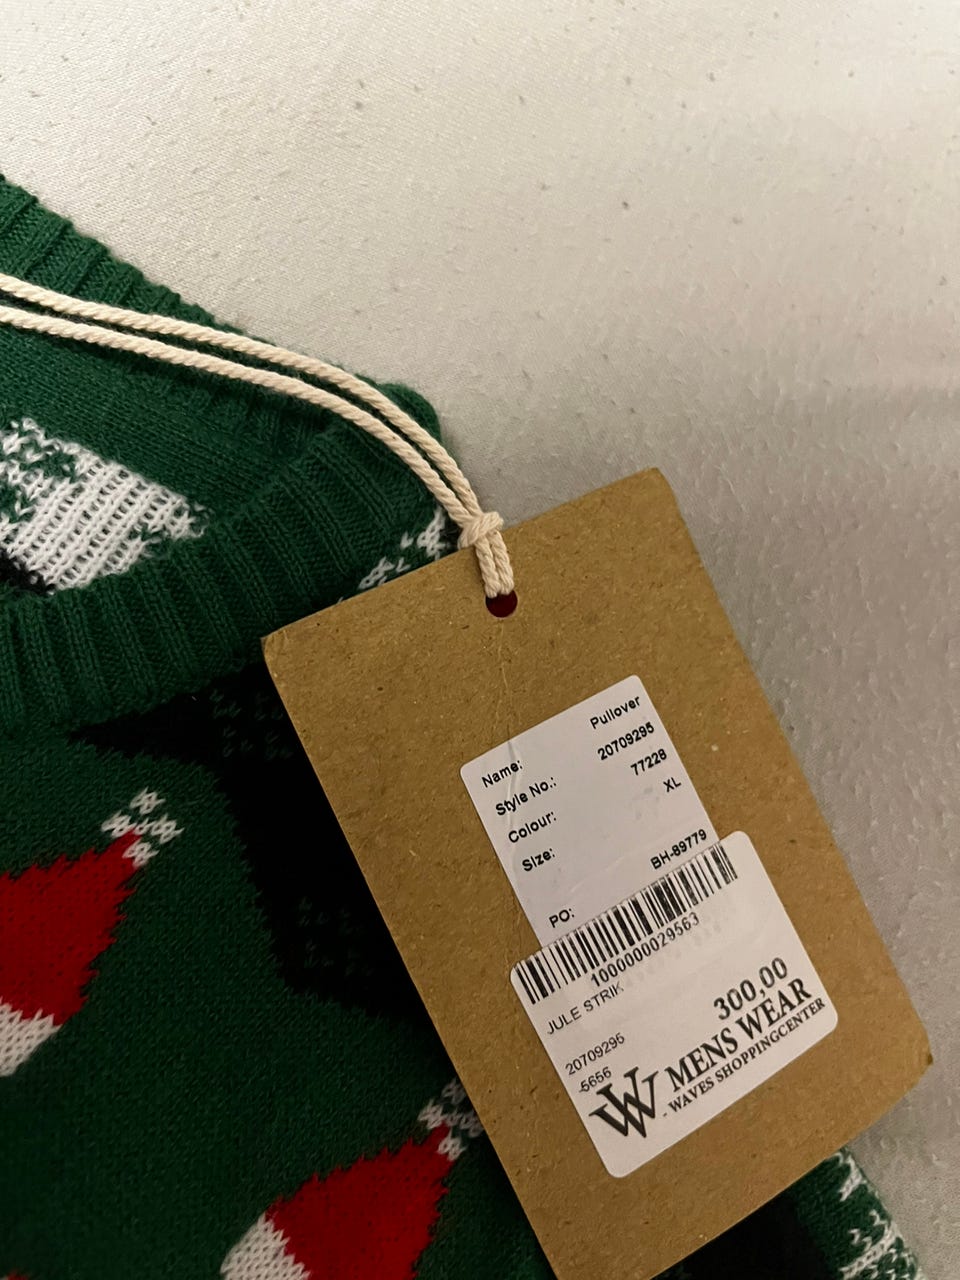 Name: Pullover
Style No.: 20709295
Colour: 77228
Size: XL
PO: BH-89779
1000000029563
JULE STRIK
300,00
20709295
-5656
W MENS WEAR
- WAVES SHOPPINGCENTER